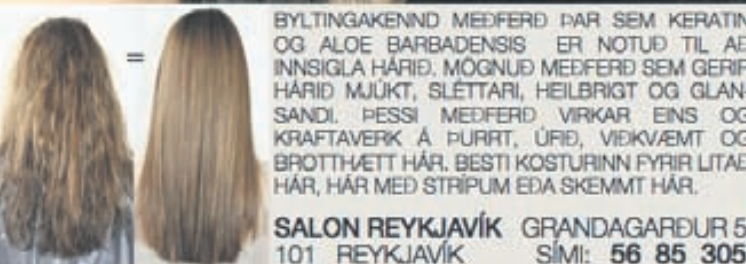 =
BYLTINGAKENND MEÐFERÐ ÞAR SEM KERATIN
OG ALOE BARBADENSIS ER NOTUÐ TIL AÐ
INNSIGLA HÁRIÐ. MÖGNUÐ MEÐFERÐ SEM GERIR
HÁRIÐ MJÚKT, SLÉTTARI, HEILBRIGT OG GLAN-
SANDI. ÞESSI MEÐFERÐ VIRKAR EINS OG
KRAFTAVERK Á ÞURRT, ÚFIÐ, VIÐKVÆMT OG
BROTTHÆTT HÁR. BESTI KOSTURINN FYRIR LITAÐ
HÁR, HÁR MEÐ STRÍPUM EÐA SKEMMT HÁR.
SALON REYKJAVÍK GRANDAGARÐUR 5
101 REYKJAVÍK SÍMI: 56 85 305